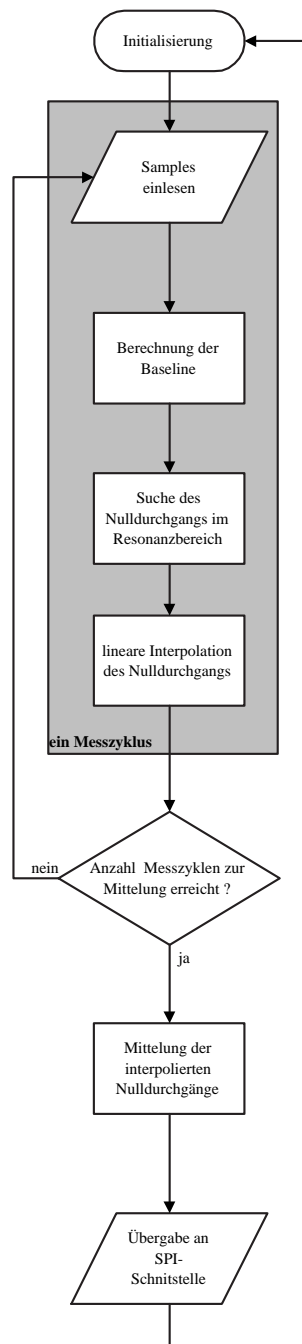 Initialisierung
Samples
einlesen
Berechnung der
Baseline
Suche des
Nulldurchgangs im
Resonanzbereich
lineare Interpolation
des Nulldurchgangs
ein Messzyklus
nein
Anzahl Messzyklen zur
Mittelung erreicht ?
ja
Mittelung der
interpolierten
Nulldurchgänge
Übergabe an
SPI-
Schnitstelle